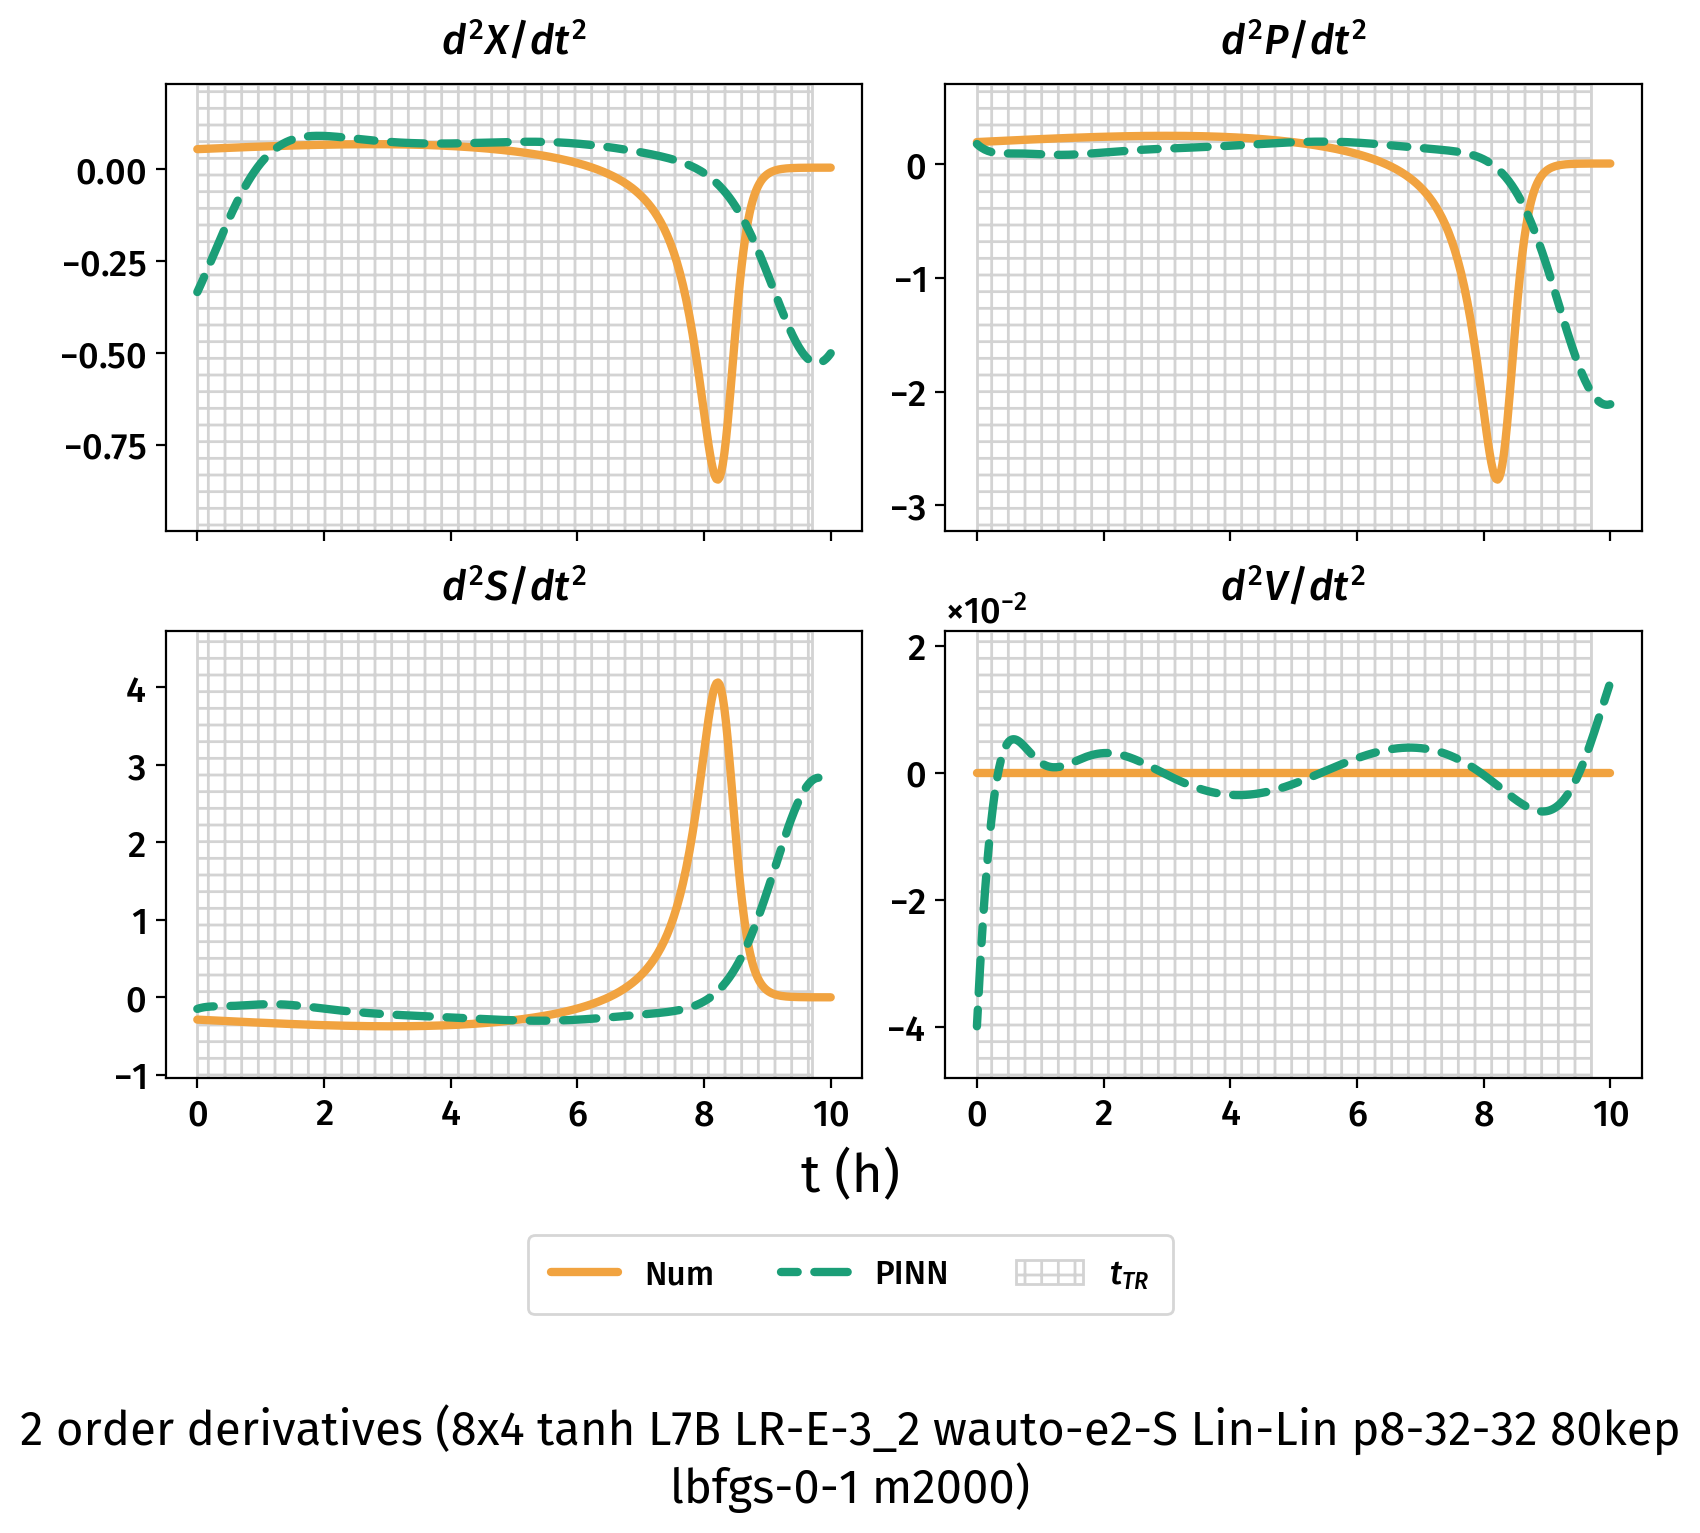 d²X/dt²
d²P/dt²
0.00
−0.25
−0.50
−0.75
0
−1
−2
−3
d²S/dt²
d²V/dt²
×10⁻²
4
3
2
1
0
−1
2
0
−2
−4
0 2 4 6 8 10
0 2 4 6 8 10
t (h)
Num PINN t_TR
2 order derivatives (8x4 tanh L7B LR-E-3_2 wauto-e2-S Lin-Lin p8-32-32 80kep
lbfgs-0-1 m2000)